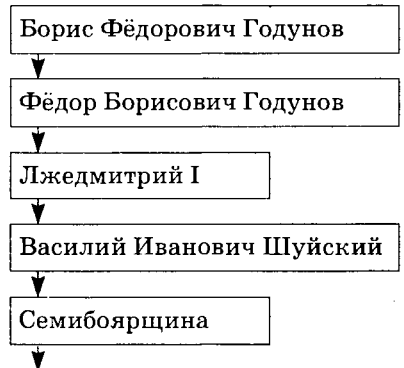 Борис Фёдорович Годунов
Фёдор Борисович Годунов
Лжедмитрий I
Василий Иванович Шуйский
Семибоярщина